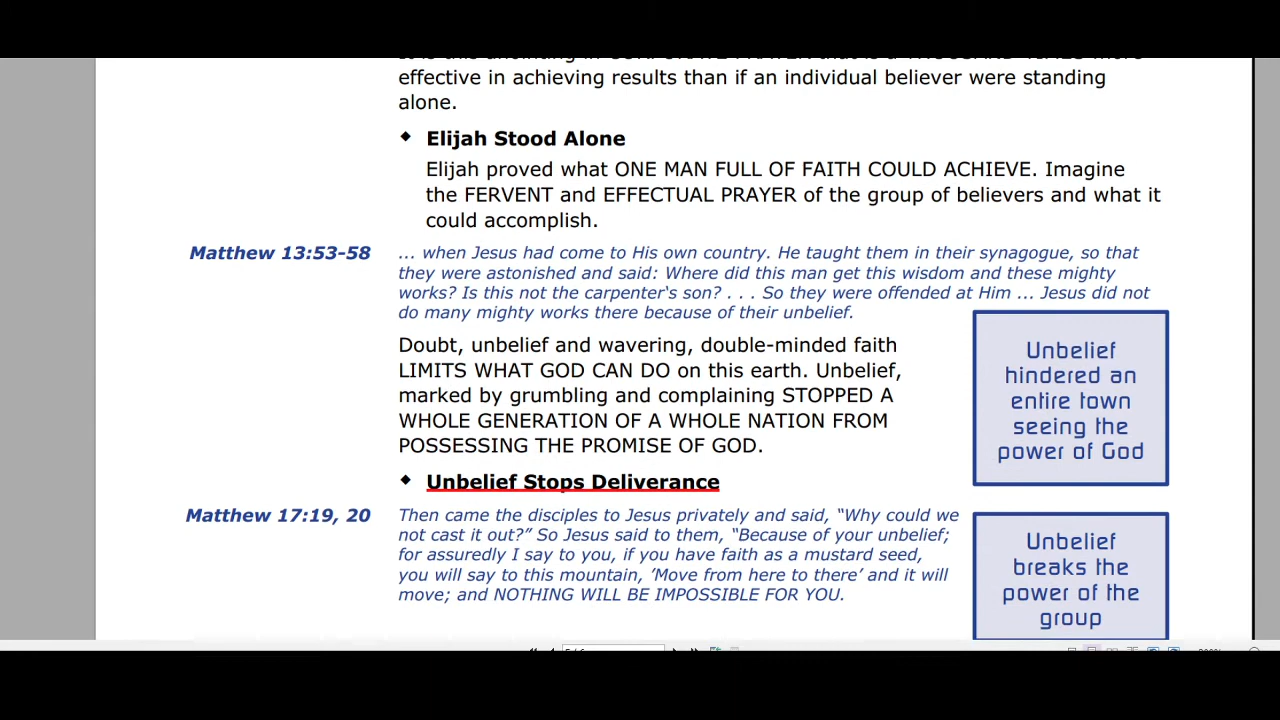 effective in achieving results than if an individual believer were standing
alone.
◆ Elijah Stood Alone
Elijah proved what ONE MAN FULL OF FAITH COULD ACHIEVE. Imagine
the FERVENT and EFFECTUAL PRAYER of the group of believers and what it
could accomplish.
Matthew 13:53-58
... when Jesus had come to His own country. He taught them in their synagogue, so that
they were astonished and said: Where did this man get this wisdom and these mighty
works? Is this not the carpenter's son? . . . So they were offended at Him ... Jesus did not
do many mighty works there because of their unbelief.
Doubt, unbelief and wavering, double-minded faith
LIMITS WHAT GOD CAN DO on this earth. Unbelief,
marked by grumbling and complaining STOPPED A
WHOLE GENERATION OF A WHOLE NATION FROM
POSSESSING THE PROMISE OF GOD.
Unbelief
hindered an
entire town
seeing the
power of God
◆ Unbelief Stops Deliverance
Matthew 17:19, 20
Then came the disciples to Jesus privately and said, “Why could we
not cast it out?” So Jesus said to them, “Because of your unbelief;
for assuredly I say to you, if you have faith as a mustard seed,
you will say to this mountain, ’Move from here to there’ and it will
move; and NOTHING WILL BE IMPOSSIBLE FOR YOU.
Unbelief
breaks the
power of the
group